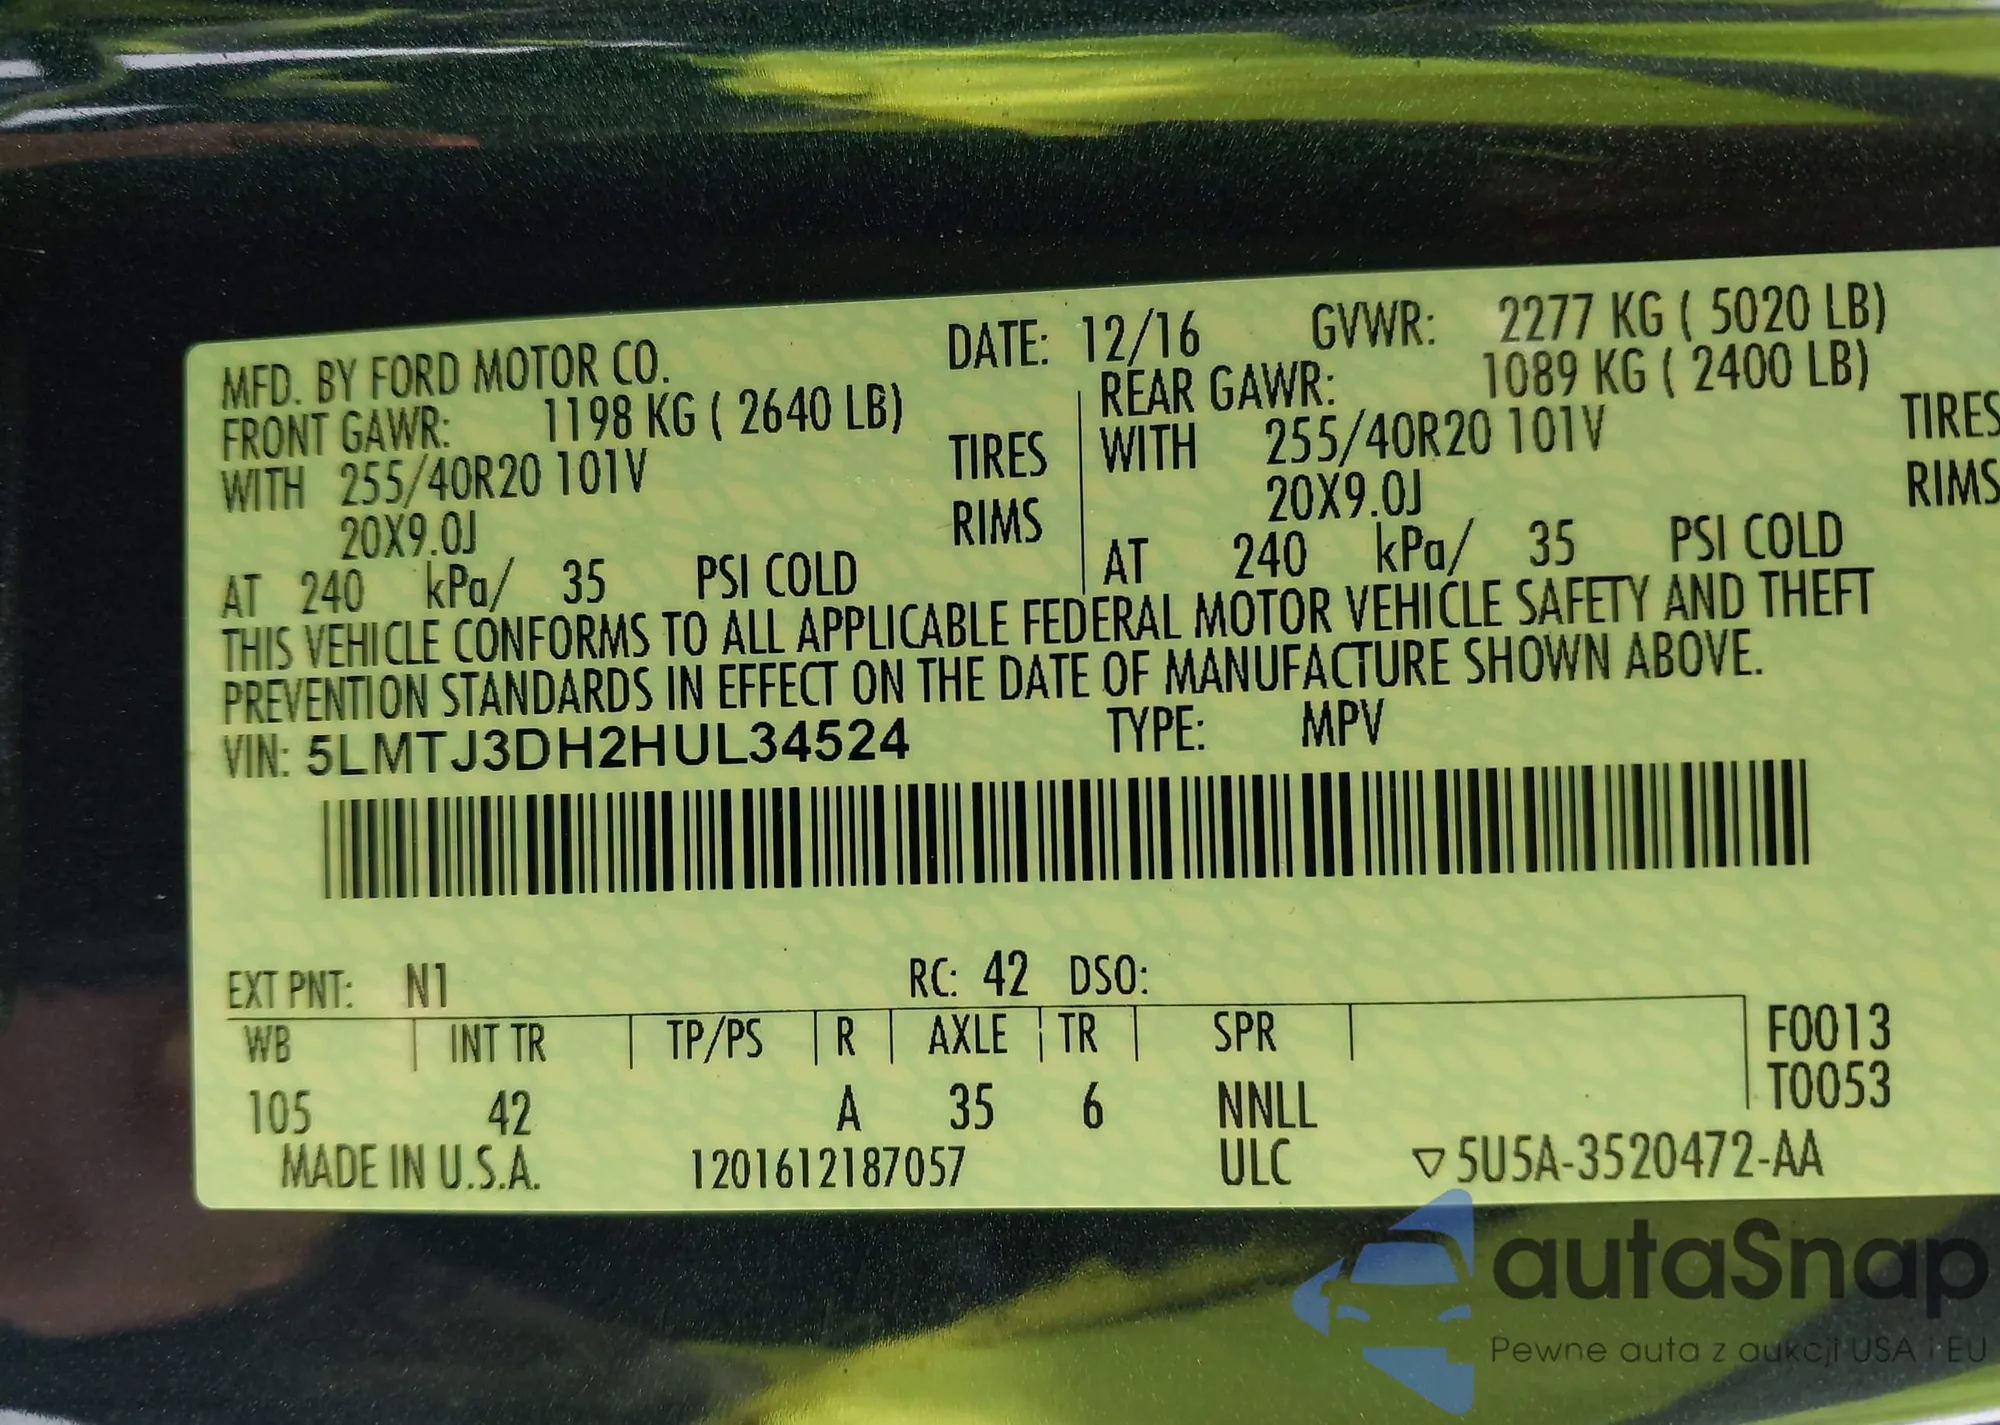 MFD. BY FORD MOTOR CO. DATE: 12/16 GVWR: 2277 KG ( 5020 LB)
FRONT GAWR: 1198 KG ( 2640 LB) REAR GAWR: 1089 KG ( 2400 LB)
WITH 255/40R20 101V TIRES WITH 255/40R20 101V TIRES
20X9.0J RIMS 20X9.0J RIMS
AT 240 kPa/ 35 PSI COLD AT 240 kPa/ 35 PSI COLD
THIS VEHICLE CONFORMS TO ALL APPLICABLE FEDERAL MOTOR VEHICLE SAFETY AND THEFT
PREVENTION STANDARDS IN EFFECT ON THE DATE OF MANUFACTURE SHOWN ABOVE.
VIN: 5LMTJ3DH2HUL34524 TYPE: MPV
EXT PNT: N1 RC: 42 DSO:
WB INT TR TP/PS R AXLE TR SPR F0013
105 42 A 35 6 NNLL T0053
MADE IN U.S.A. 1201612187057 ULC ▽5U5A-3520472-AA
autaSnap
Pewne auta z aukcji USA i EU